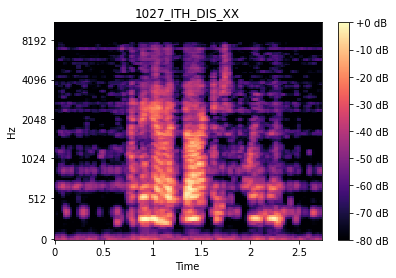 1027_ITH_DIS_XX
+0 dB
8192
-10 dB
4096
-20 dB
-30 dB
2048
Hz
-40 dB
1024
-50 dB
512
-60 dB
-70 dB
0
-80 dB
0 0.5 1 1.5 2 2.5
Time